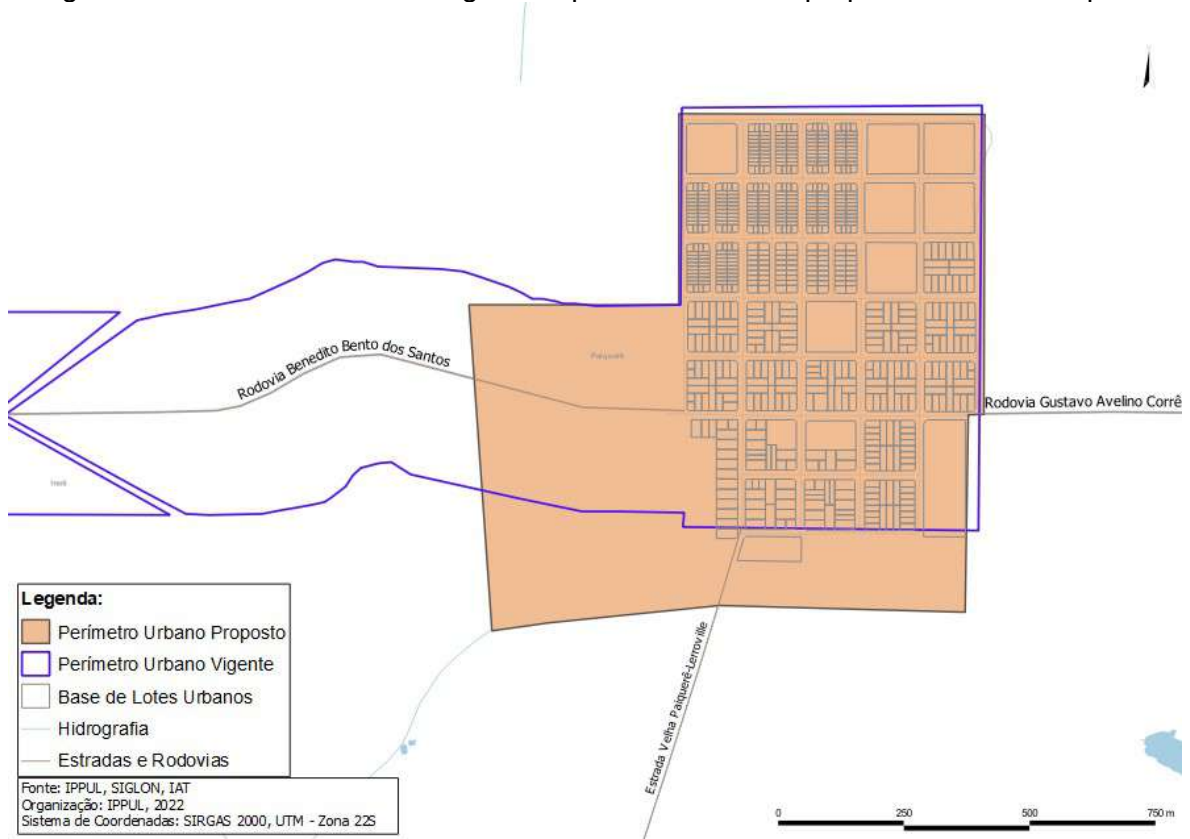 Rodovia Benedito Bento dos Santos
Paiquerê
Rodovia Gustavo Avelino Corrê
Irerê
Estrada Velha Paiquerê-Lerroville
Legenda:
Perímetro Urbano Proposto
Perímetro Urbano Vigente
Base de Lotes Urbanos
Hidrografia
Estradas e Rodovias
Fonte: IPPUL, SIGLON, IAT
Organização: IPPUL, 2022
Sistema de Coordenadas: SIRGAS 2000, UTM - Zona 22S
0 250 500 750 m